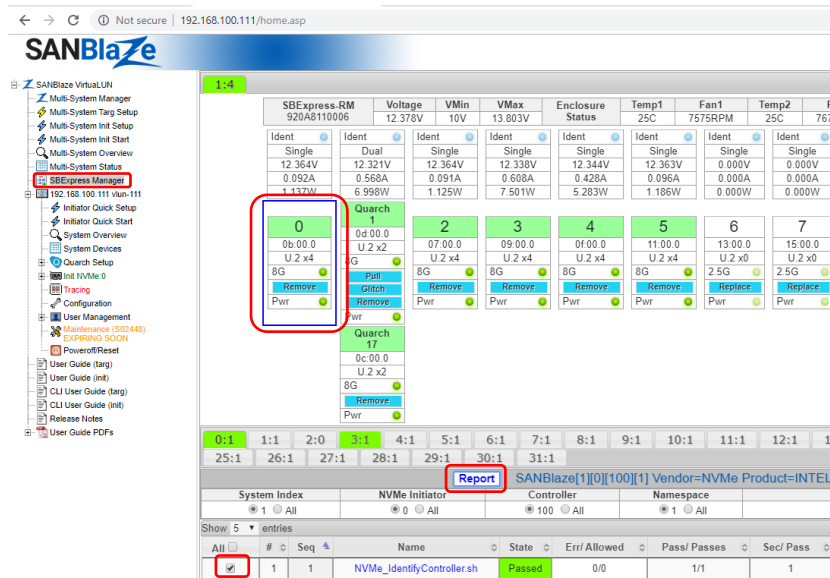 Not secure | 192.168.100.111/home.asp
SANBlaze
SANBlaze VirtuaLUN
Multi-System Manager
Multi-System Targ Setup
Multi-System Init Setup
Multi-System Init Start
Multi-System Overview
Multi-System Status
SBExpress Manager
192.168.100.111 vlun-111
Initiator Quick Setup
Initiator Quick Start
System Overview
System Devices
Quarch Setup
Init NVMe:0
Tracing
Configuration
User Management
Maintenance (S02448)
EXPIRING SOON
Poweroff/Reset
User Guide (targ)
User Guide (init)
CLI User Guide (targ)
CLI User Guide (init)
Release Notes
User Guide PDFs
1:4
SBExpress-RM Voltage VMin VMax Enclosure Status Temp1 Fan1 Temp2
920A8110006 12.378V 10V 13.803V 25C 7575RPM 25C 767
Ident Ident Ident Ident Ident Ident Ident Ident
Single Dual Single Single Single Single Single Single
12.364V 12.321V 12.364V 12.338V 12.344V 12.363V 0.000V 0.000V
0.092A 0.568A 0.091A 0.608A 0.428A 0.096A 0.000A 0.000A
1.137W 6.998W 1.125W 7.501W 5.283W 1.186W 0.000W 0.000W
0 Quarch 1 2 3 4 5 6 7
0b:00.0 0d:00.0 07:00.0 09:00.0 0f:00.0 11:00.0 13:00.0 15:00.0
U.2 x4 U.2 x2 U.2 x4 U.2 x4 U.2 x4 U.2 x4 U.2 x0 U.2 x0
8G 8G 8G 8G 8G 8G 2.5G 2.5G
Remove Pull Remove Remove Remove Remove Replace Replace
Glitch
Remove
Pwr Pwr Pwr Pwr Pwr Pwr Pwr Pwr
Quarch
17
0c:00.0
U.2 x2
8G
Remove
Pwr
0:1 1:1 2:0 3:1 4:1 5:1 6:1 7:1 8:1 9:1 10:1 11:1 12:1 1
25:1 26:1 27:1 28:1 29:1 30:1 31:1
Report SANBlaze[1][0][100][1] Vendor=NVMe Product=INTEL
System Index NVMe Initiator Controller Namespace
1 All 0 All 100 All 1 All
Show 5 entries
All # Seq Name State Err/ Allowed Pass/ Passes Sec/ Pass
1 1 NVMe_IdentifyController.sh Passed 0/0 1/1 1